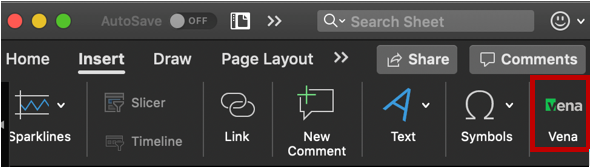 AutoSave OFF Search Sheet
Home Insert Draw Page Layout Share Comments
Sparklines
Slicer
Timeline
Link
New
Comment
Text
Symbols
vena
Vena